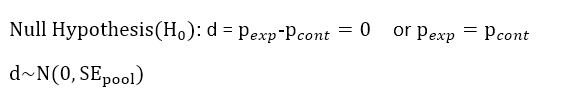 Null Hypothesis(H₀): d = p_exp-p_cont = 0 or p_exp = p_cont
d~N(0, SE_pool)